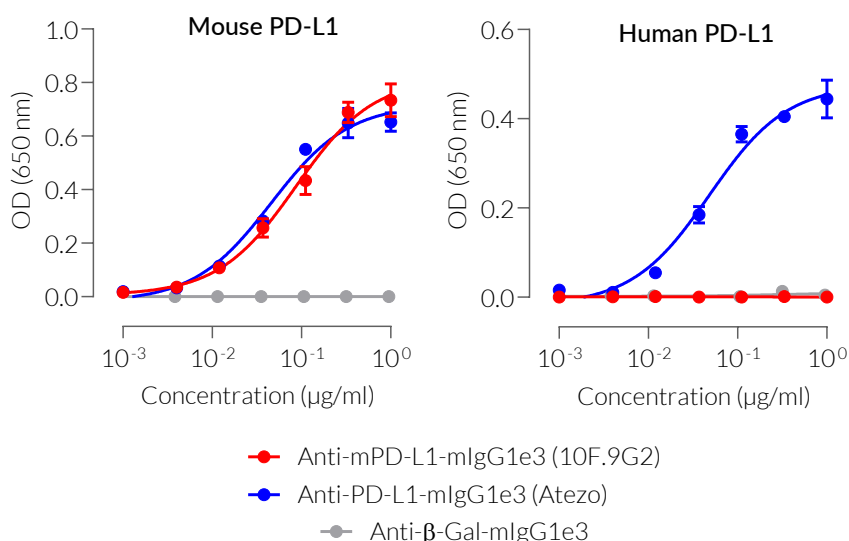 Mouse PD-L1
OD (650 nm)
1.0
0.8
0.6
0.4
0.2
0.0
10⁻³ 10⁻² 10⁻¹ 10⁰
Concentration (µg/ml)
Human PD-L1
OD (650 nm)
0.6
0.4
0.2
0.0
10⁻³ 10⁻² 10⁻¹ 10⁰
Concentration (µg/ml)
Anti-mPD-L1-mIgG1e3 (10F.9G2)
Anti-PD-L1-mIgG1e3 (Atezo)
Anti-β-Gal-mIgG1e3